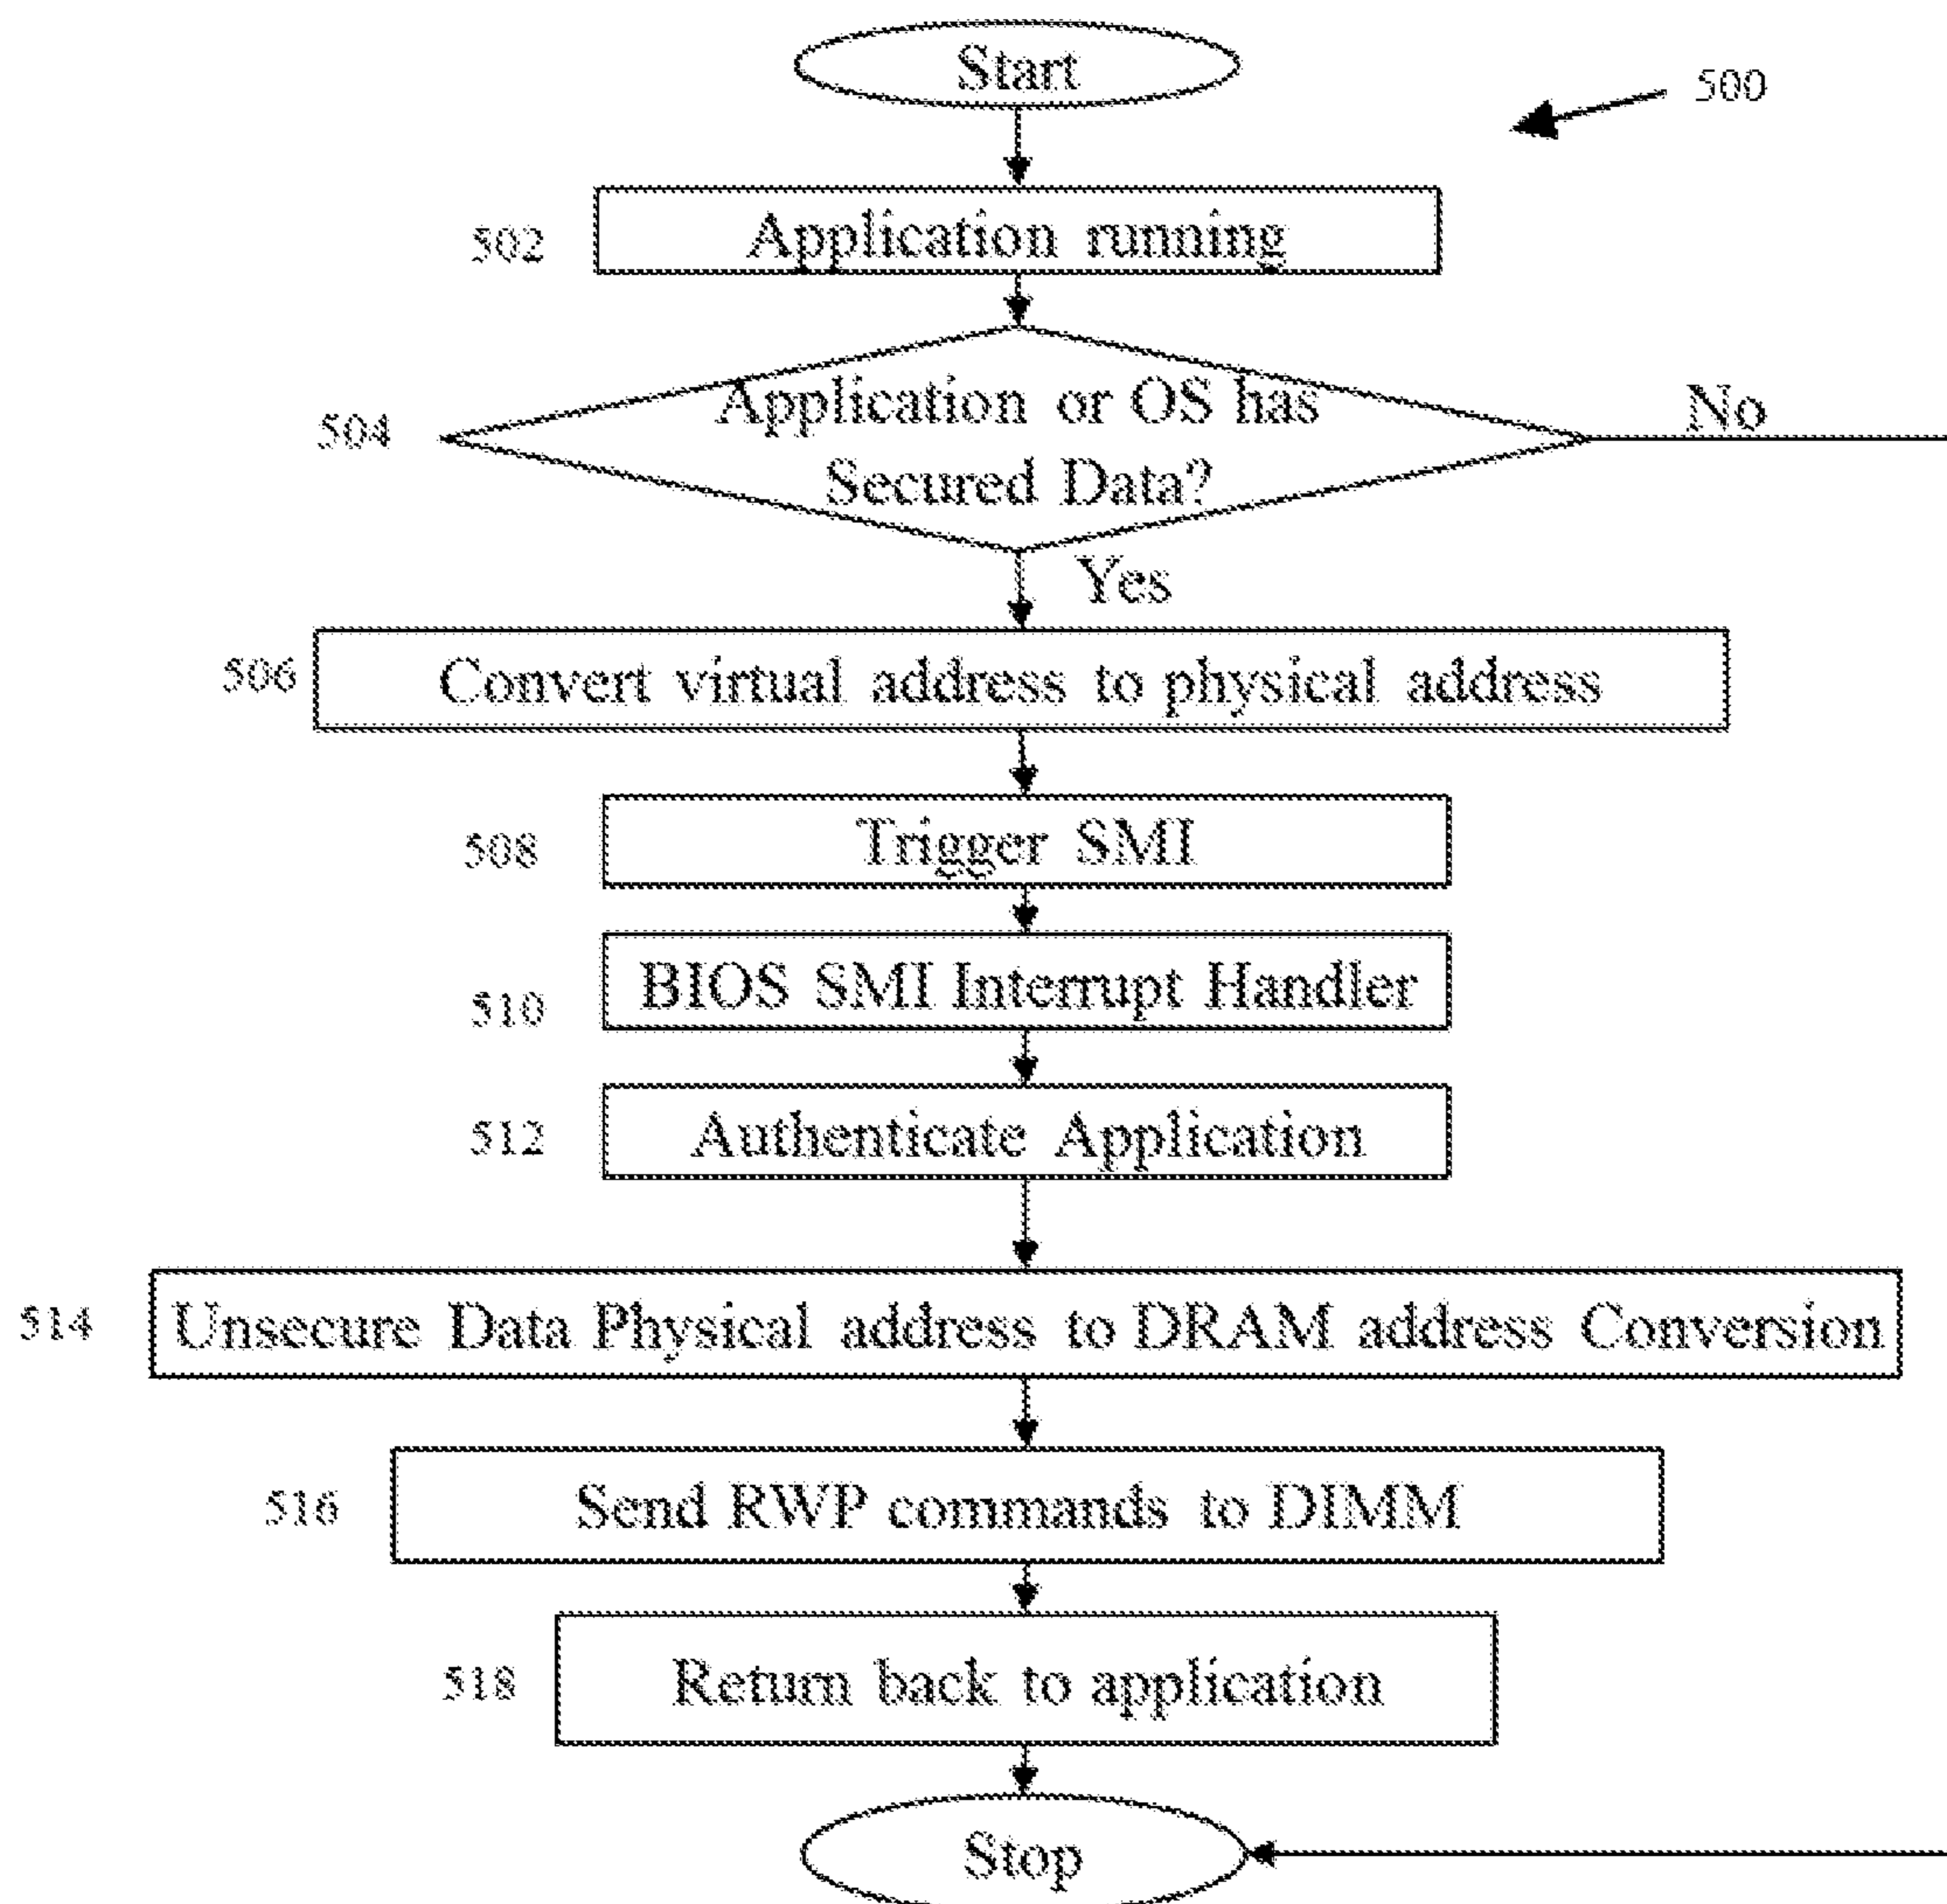 Start
500
502
Application running
504
Application or OS has
Secured Data?
No
Yes
506
Convert virtual address to physical address
508
Trigger SMI
510
BIOS SMI Interrupt Handler
512
Authenticate Application
514
Unsecure Data Physical address to DRAM address Conversion
516
Send RWP commands to DIMM
518
Return back to application
Stop